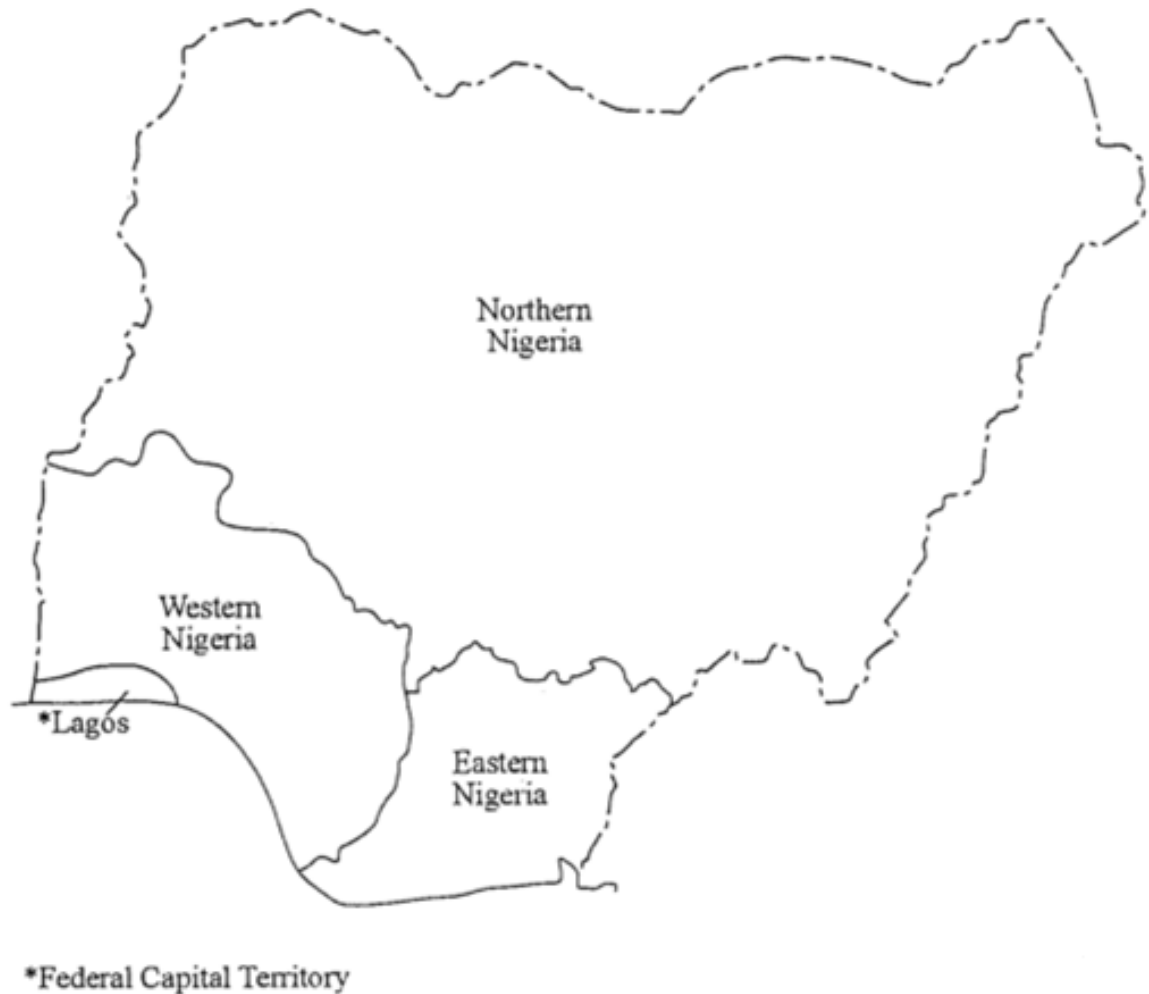 Northern
Nigeria
Western
Nigeria
*Lagos
Eastern
Nigeria
*Federal Capital Territory